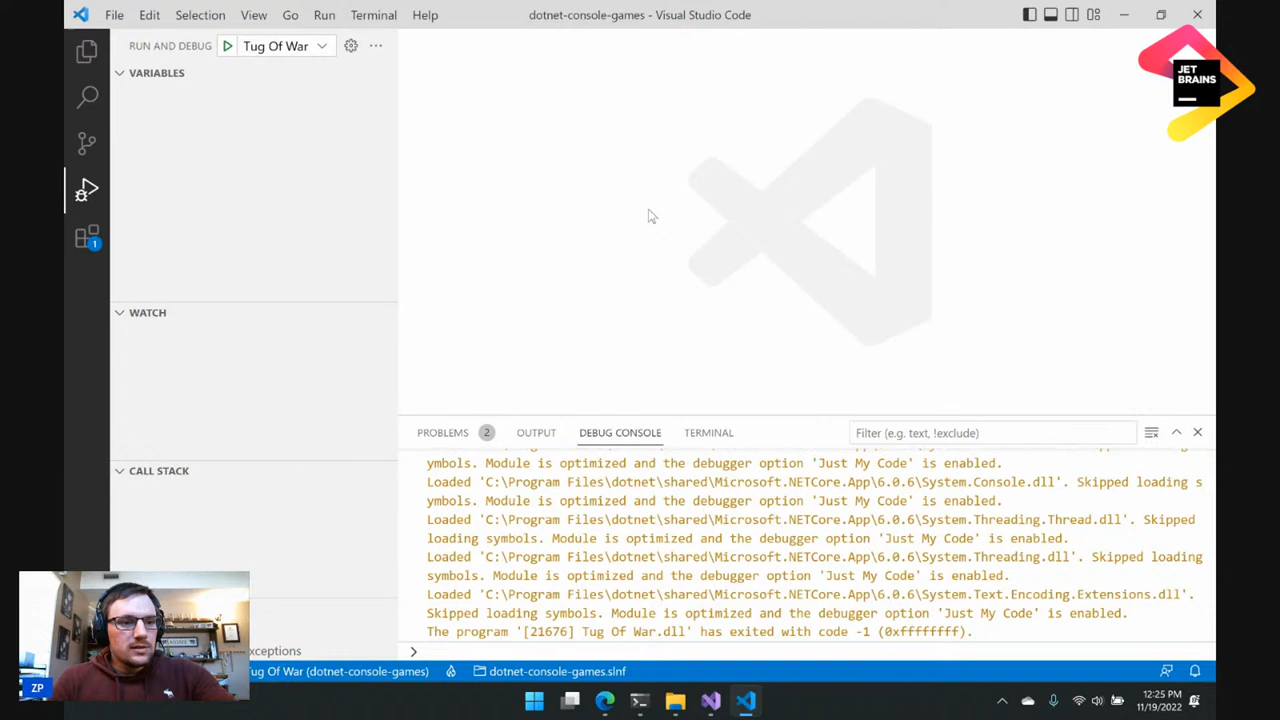 File Edit Selection View Go Run Terminal Help
dotnet-console-games - Visual Studio Code
JET
BRAINS
RUN AND DEBUG Tug Of War
VARIABLES
1
WATCH
CALL STACK
PROBLEMS 2 OUTPUT DEBUG CONSOLE TERMINAL Filter (e.g. text, !exclude)
ymbols. Module is optimized and the debugger option 'Just My Code' is enabled.
Loaded 'C:\Program Files\dotnet\shared\Microsoft.NETCore.App\6.0.6\System.Console.dll'. Skipped loading s
ymbols. Module is optimized and the debugger option 'Just My Code' is enabled.
Loaded 'C:\Program Files\dotnet\shared\Microsoft.NETCore.App\6.0.6\System.Threading.Thread.dll'. Skipped
loading symbols. Module is optimized and the debugger option 'Just My Code' is enabled.
Loaded 'C:\Program Files\dotnet\shared\Microsoft.NETCore.App\6.0.6\System.Threading.dll'. Skipped loading
symbols. Module is optimized and the debugger option 'Just My Code' is enabled.
Loaded 'C:\Program Files\dotnet\shared\Microsoft.NETCore.App\6.0.6\System.Text.Encoding.Extensions.dll'.
Skipped loading symbols. Module is optimized and the debugger option 'Just My Code' is enabled.
The program '[21676] Tug Of War.dll' has exited with code -1 (0xffffffff).
>
xceptions
Tug Of War (dotnet-console-games) dotnet-console-games.slnf
ZP
12:25 PM
11/19/2022